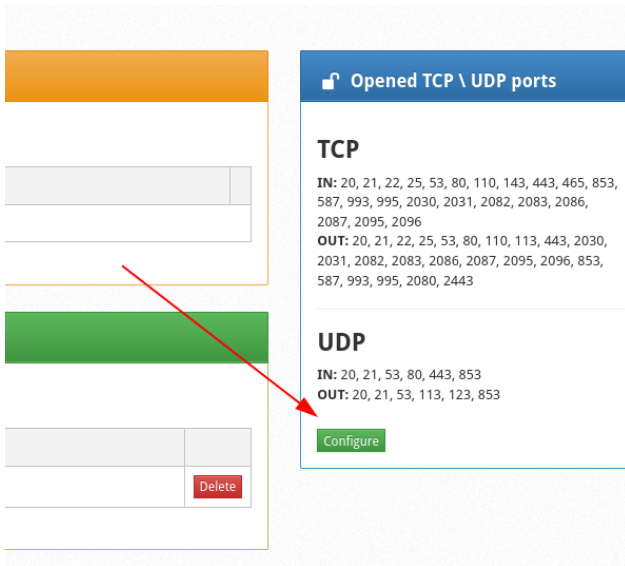 Opened TCP \ UDP ports
TCP
IN: 20, 21, 22, 25, 53, 80, 110, 143, 443, 465, 853,
587, 993, 995, 2030, 2031, 2082, 2083, 2086,
2087, 2095, 2096
OUT: 20, 21, 22, 25, 53, 80, 110, 113, 443, 2030,
2031, 2082, 2083, 2086, 2087, 2095, 2096, 853,
587, 993, 995, 2080, 2443
UDP
IN: 20, 21, 53, 80, 443, 853
OUT: 20, 21, 53, 113, 123, 853
Configure
Delete